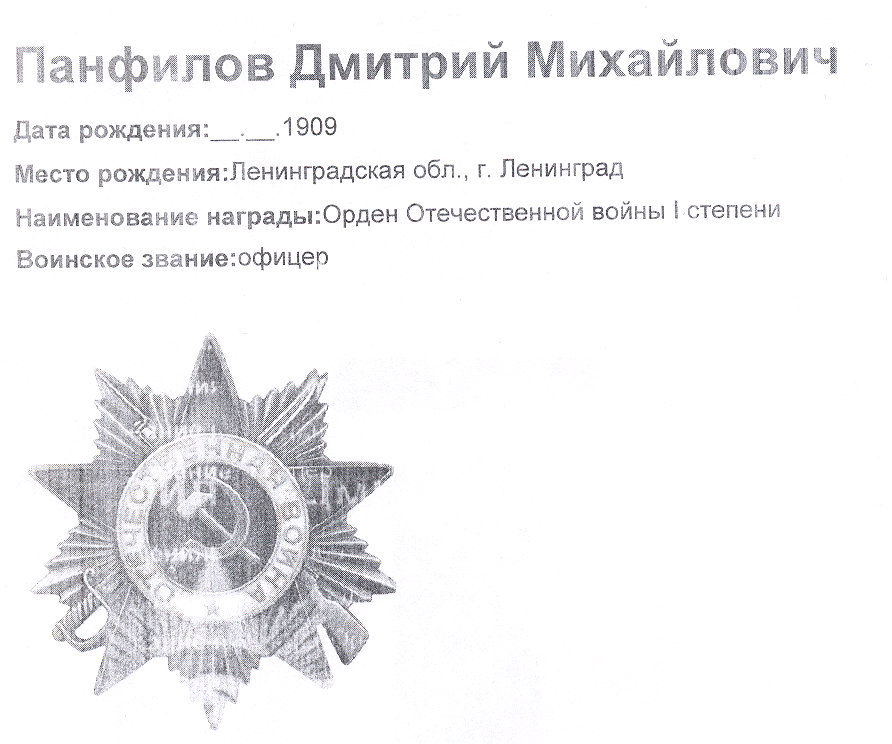 Панфилов Дмитрий Михайлович
Дата рождения:__.__.1909
Место рождения:Ленинградская обл., г. Ленинград
Наименование награды:Орден Отечественной войны I степени
Воинское звание:офицер
ОТЕЧЕСТВЕННАЯ ВОЙНА